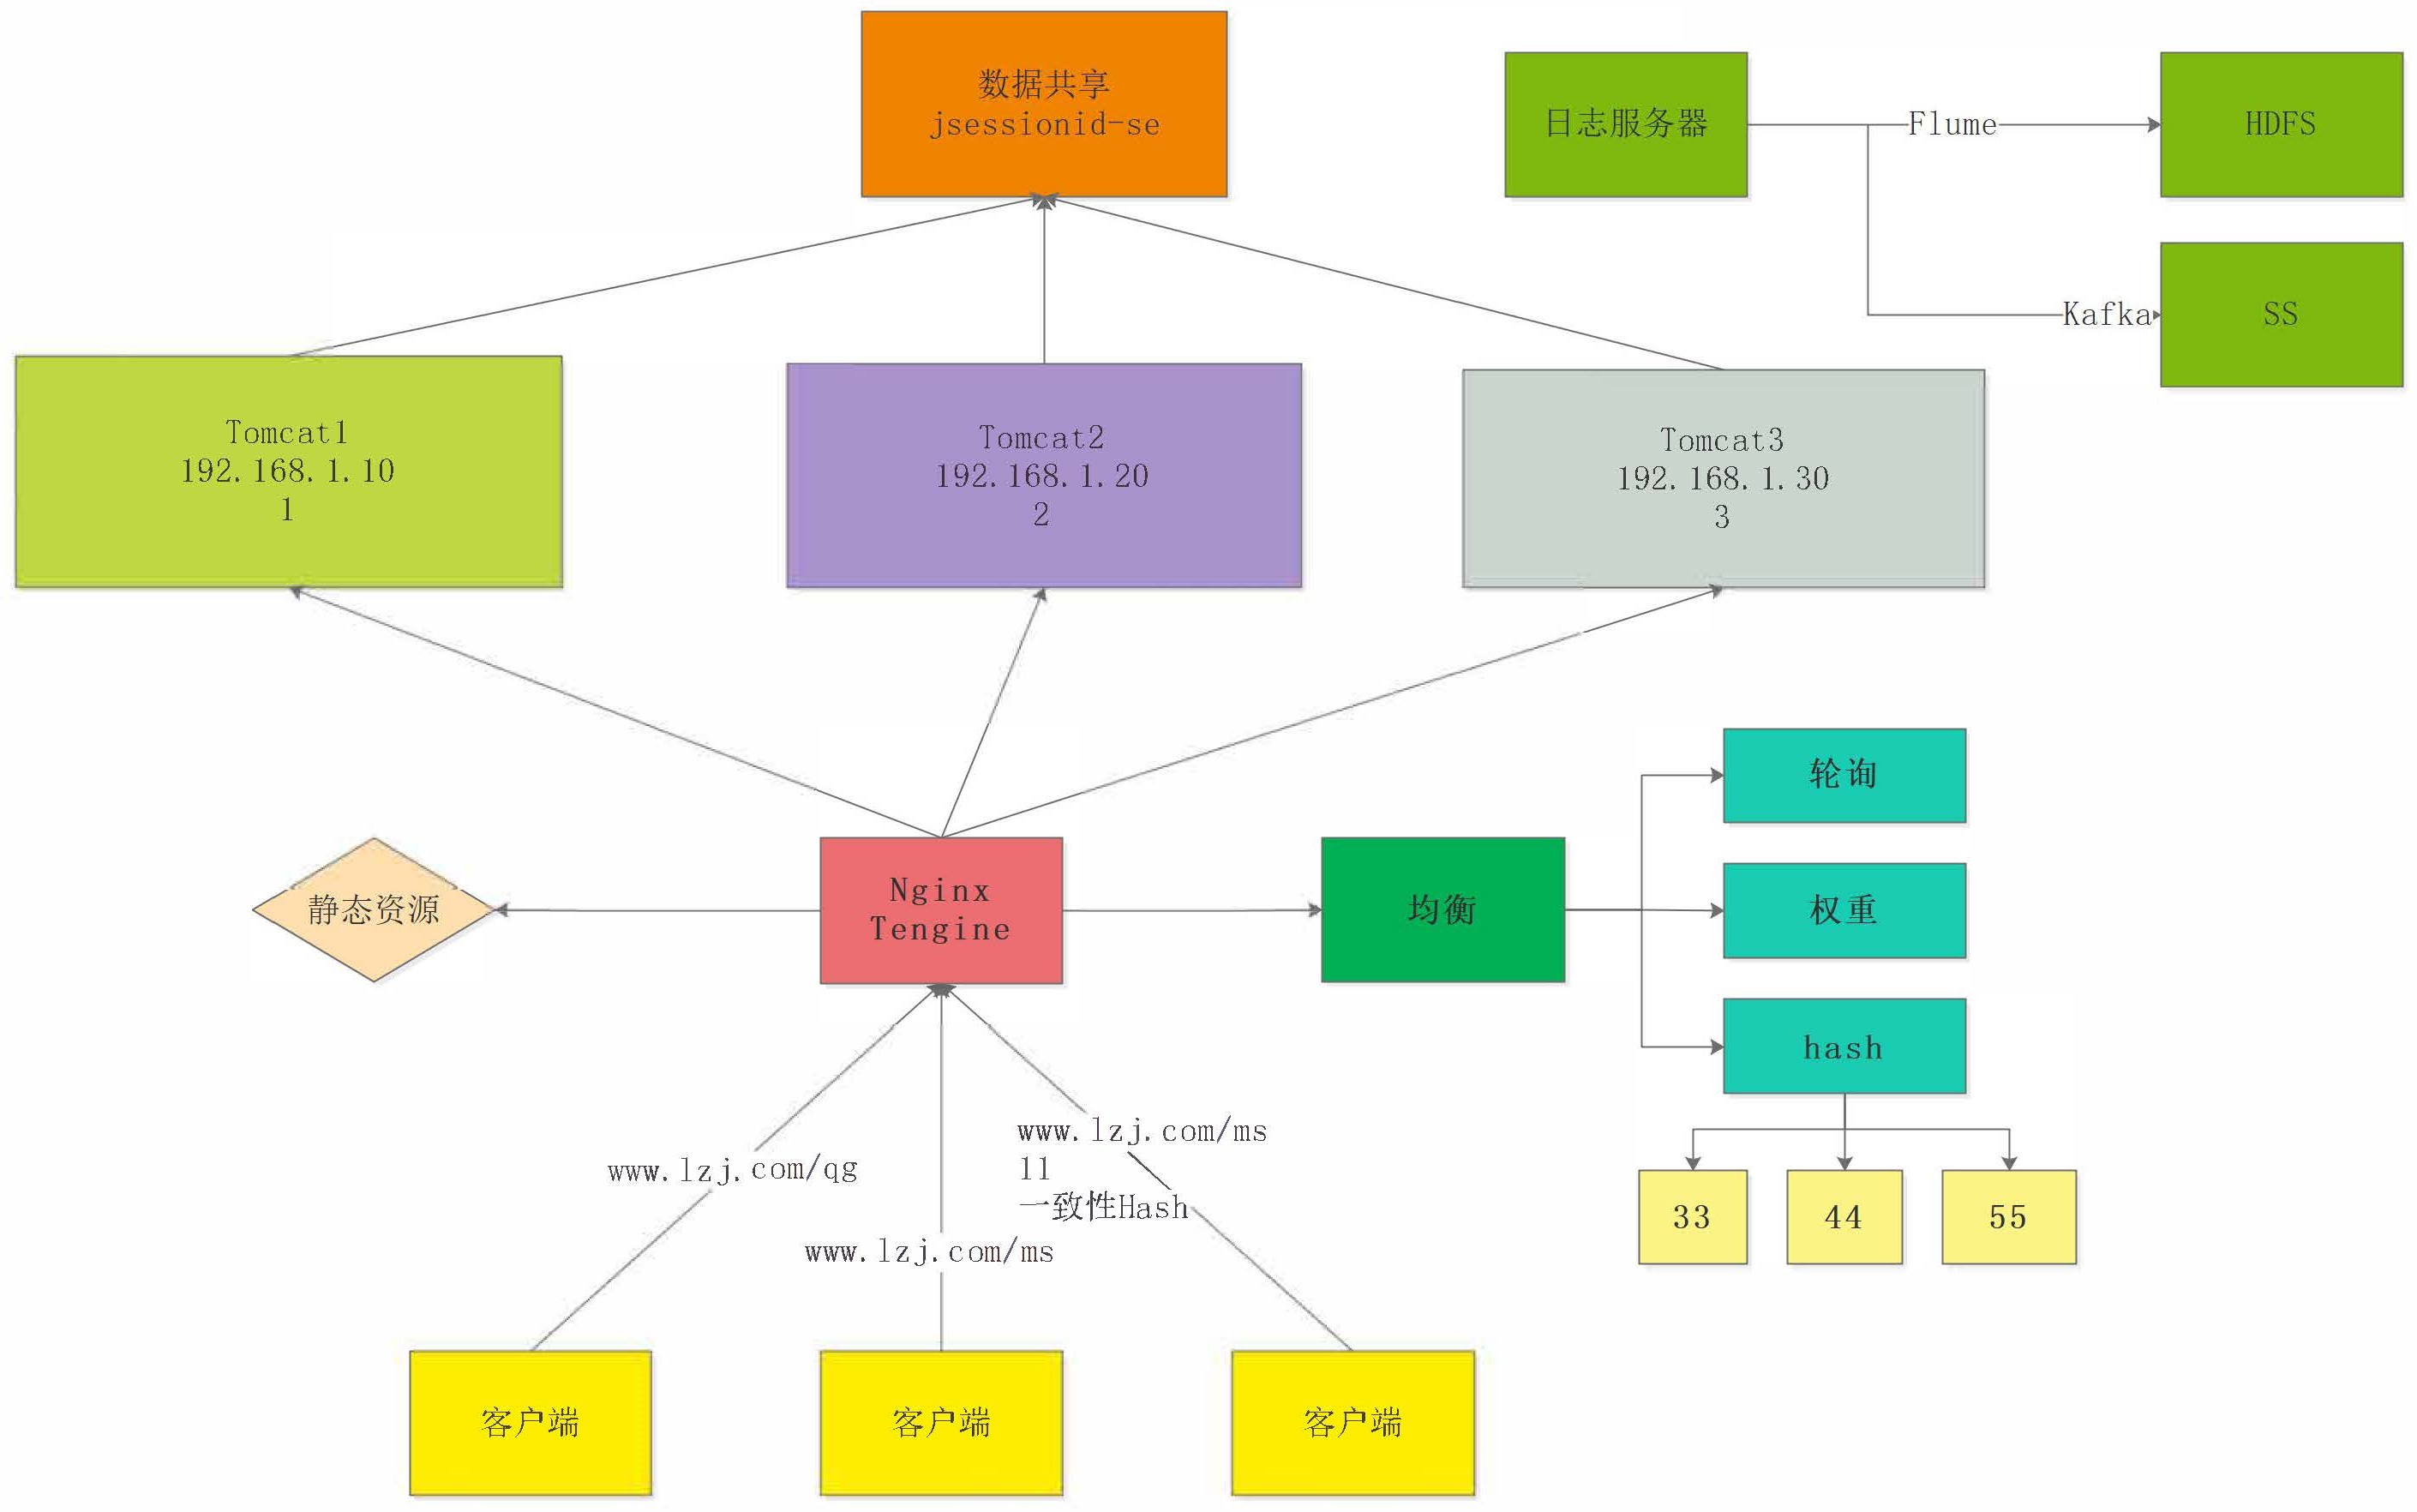 数据共享
jsessionid-se
日志服务器
Flume
HDFS
Kafka
SS
Tomcat1
192.168.1.10
1
Tomcat2
192.168.1.20
2
Tomcat3
192.168.1.30
3
静态资源
Nginx
Tengine
均衡
轮询
权重
hash
33
44
55
www.lzj.com/qg
www.lzj.com/ms
www.lzj.com/ms
11
一致性Hash
客户端
客户端
客户端